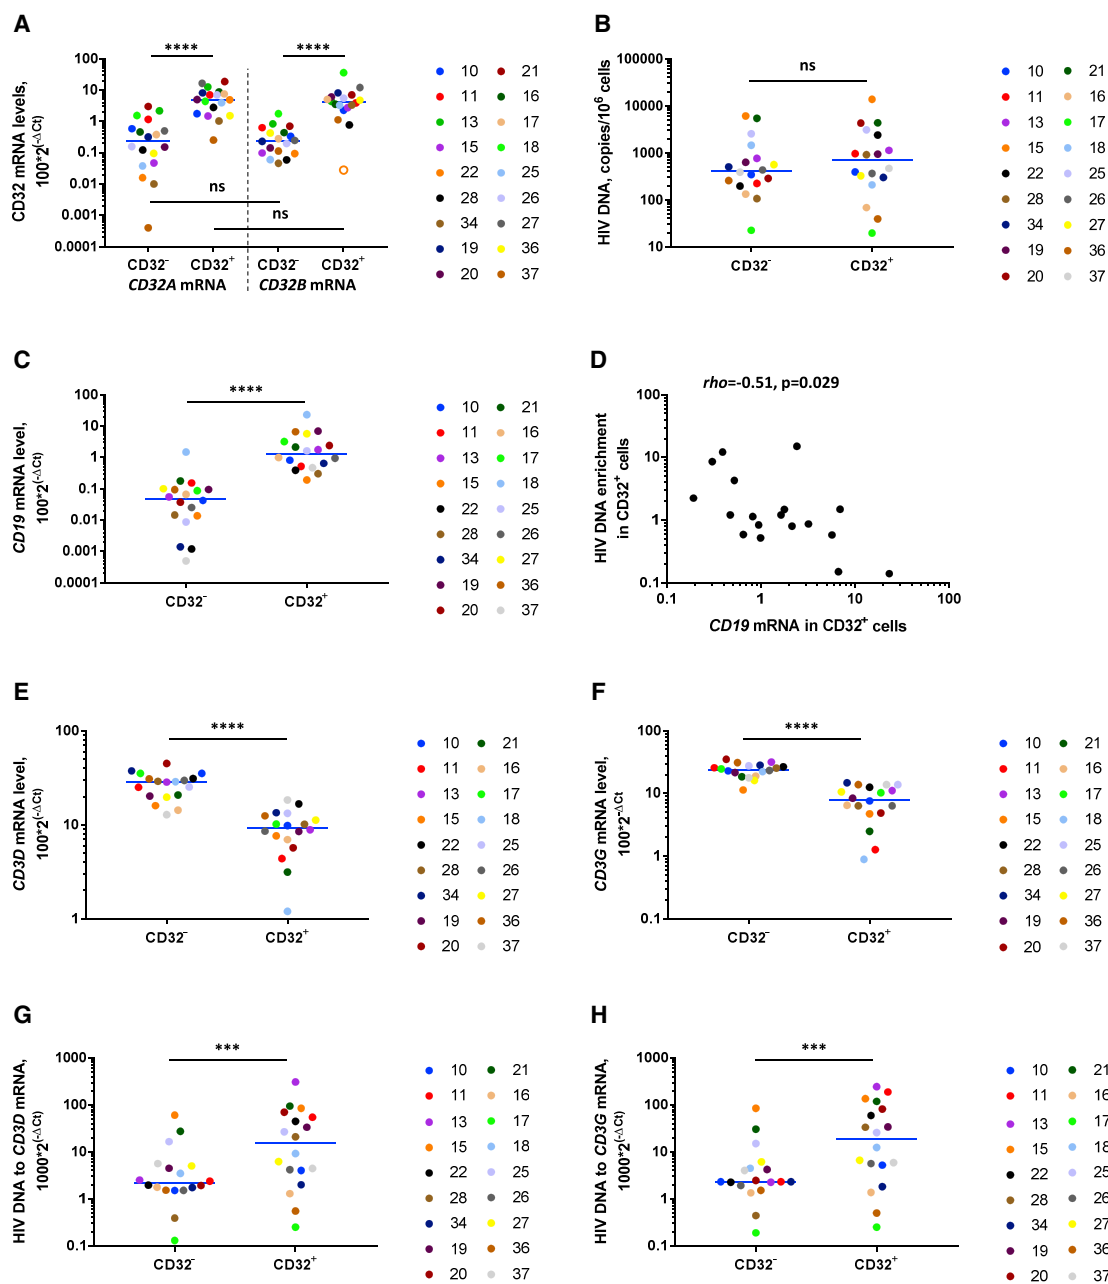 A
CD32 mRNA levels,
100*2(-ΔCt)
100
10
1
0.1
0.01
0.001
0.0001
****
****
ns
ns
CD32- CD32+ CD32- CD32+
CD32A mRNA CD32B mRNA
10 21
11 16
13 17
15 18
22 25
28 26
34 27
19 36
20 37
B
HIV DNA, copies/10^6 cells
100000
10000
1000
100
10
ns
CD32- CD32+
10 21
11 16
13 17
15 18
22 25
28 26
34 27
19 36
20 37
C
CD19 mRNA level,
100*2(-ΔCt)
100
10
1
0.1
0.01
0.001
0.0001
****
CD32- CD32+
10 21
11 16
13 17
15 18
22 25
28 26
34 27
19 36
20 37
D
rho=-0.51, p=0.029
HIV DNA enrichment
in CD32+ cells
100
10
1
0.1
0.1 1 10 100
CD19 mRNA in CD32+ cells
E
CD3D mRNA level,
100*2(-ΔCt)
100
10
1
****
CD32- CD32+
10 21
11 16
13 17
15 18
22 25
28 26
34 27
19 36
20 37
F
CD3G mRNA level,
100*2-ΔCt
100
10
1
0.1
****
CD32- CD32+
10 21
11 16
13 17
15 18
22 25
28 26
34 27
19 36
20 37
G
HIV DNA to CD3D mRNA,
1000*2(-ΔCt)
1000
100
10
1
0.1
***
CD32- CD32+
10 21
11 16
13 17
15 18
22 25
28 26
34 27
19 36
20 37
H
HIV DNA to CD3G mRNA,
1000*2(-ΔCt)
1000
100
10
1
0.1
***
CD32- CD32+
10 21
11 16
13 17
15 18
22 25
28 26
34 27
19 36
20 37